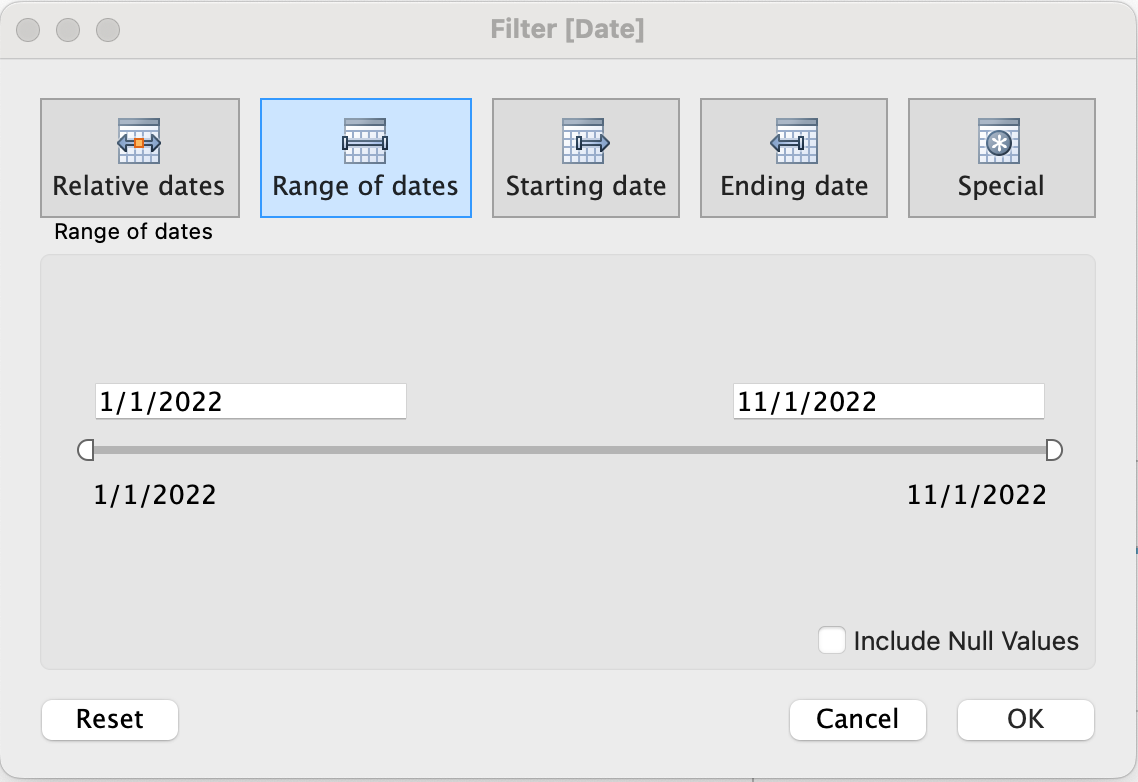 Filter [Date]
Relative dates
Range of dates
Starting date
Ending date
Special
Range of dates
1/1/2022
11/1/2022
1/1/2022
11/1/2022
Include Null Values
Reset
Cancel
OK